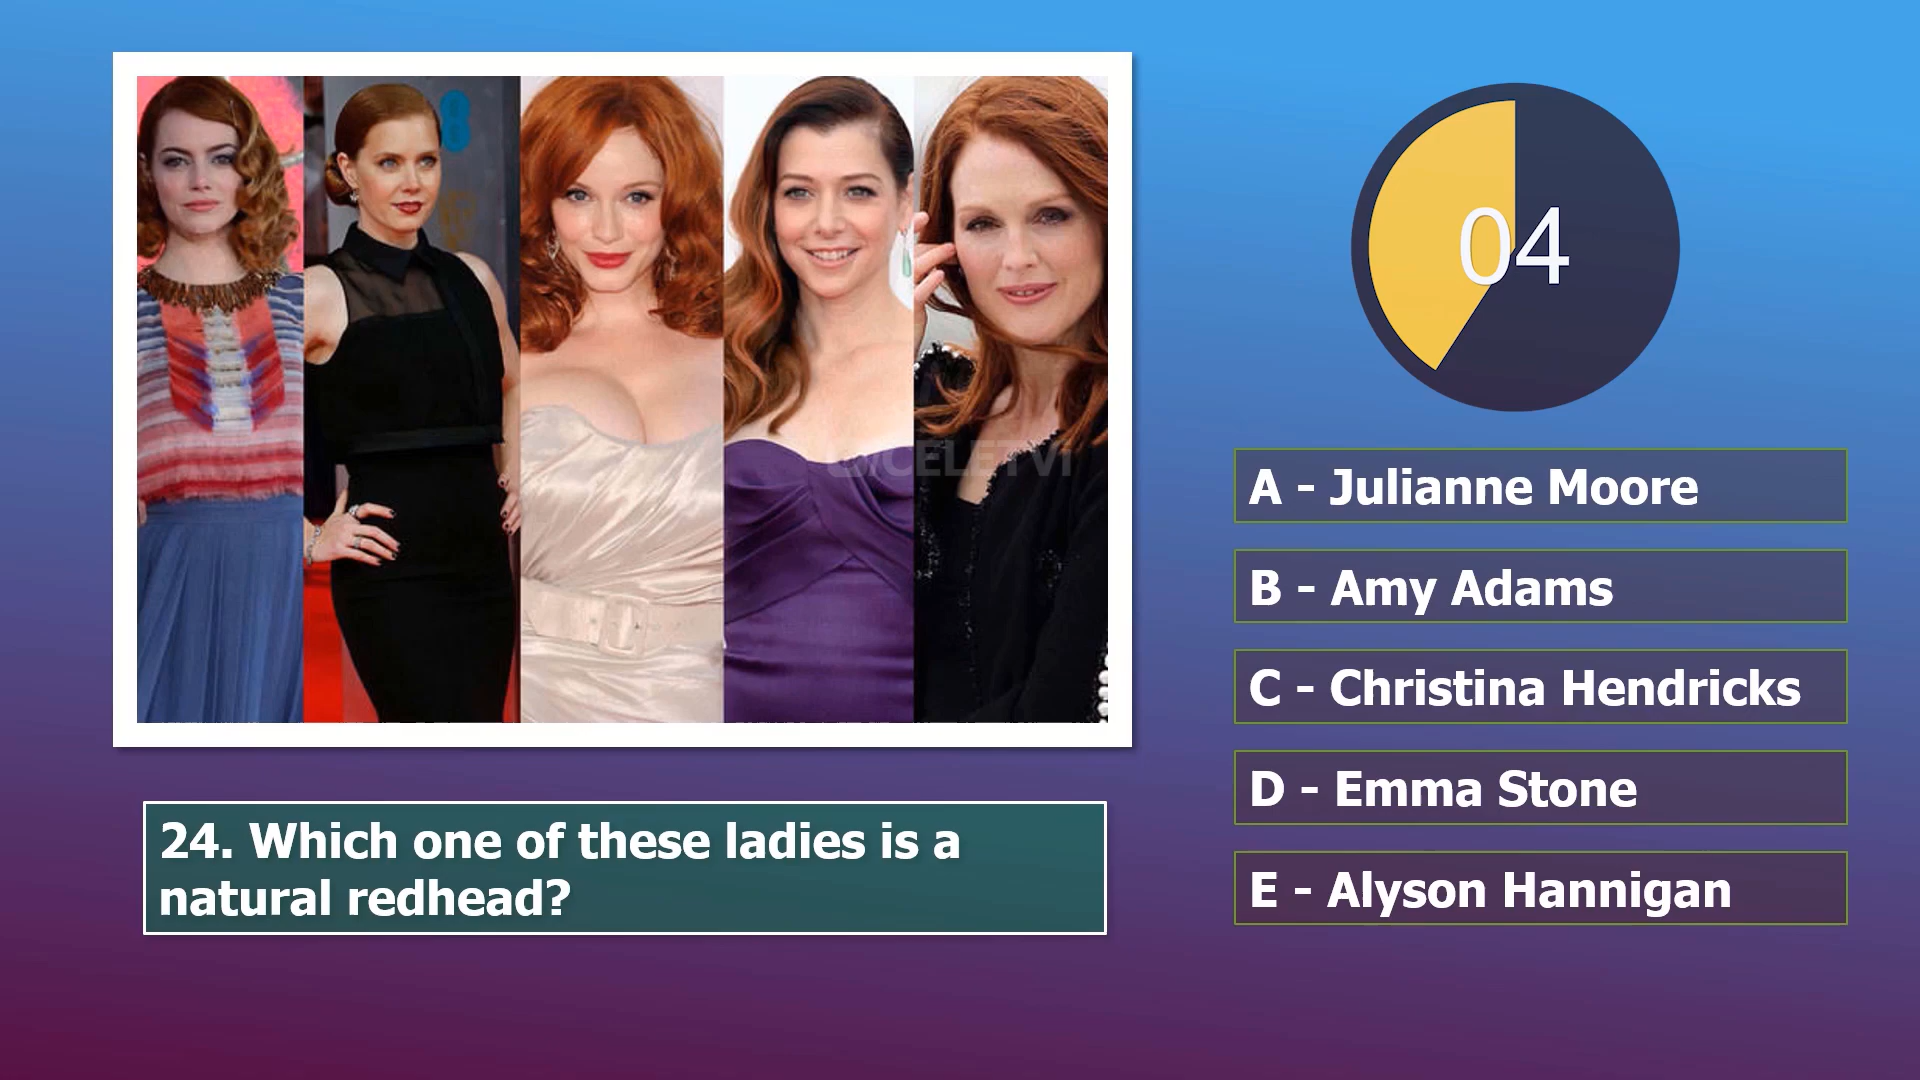 04
A - Julianne Moore
B - Amy Adams
C - Christina Hendricks
D - Emma Stone
E - Alyson Hannigan
24. Which one of these ladies is a
natural redhead?